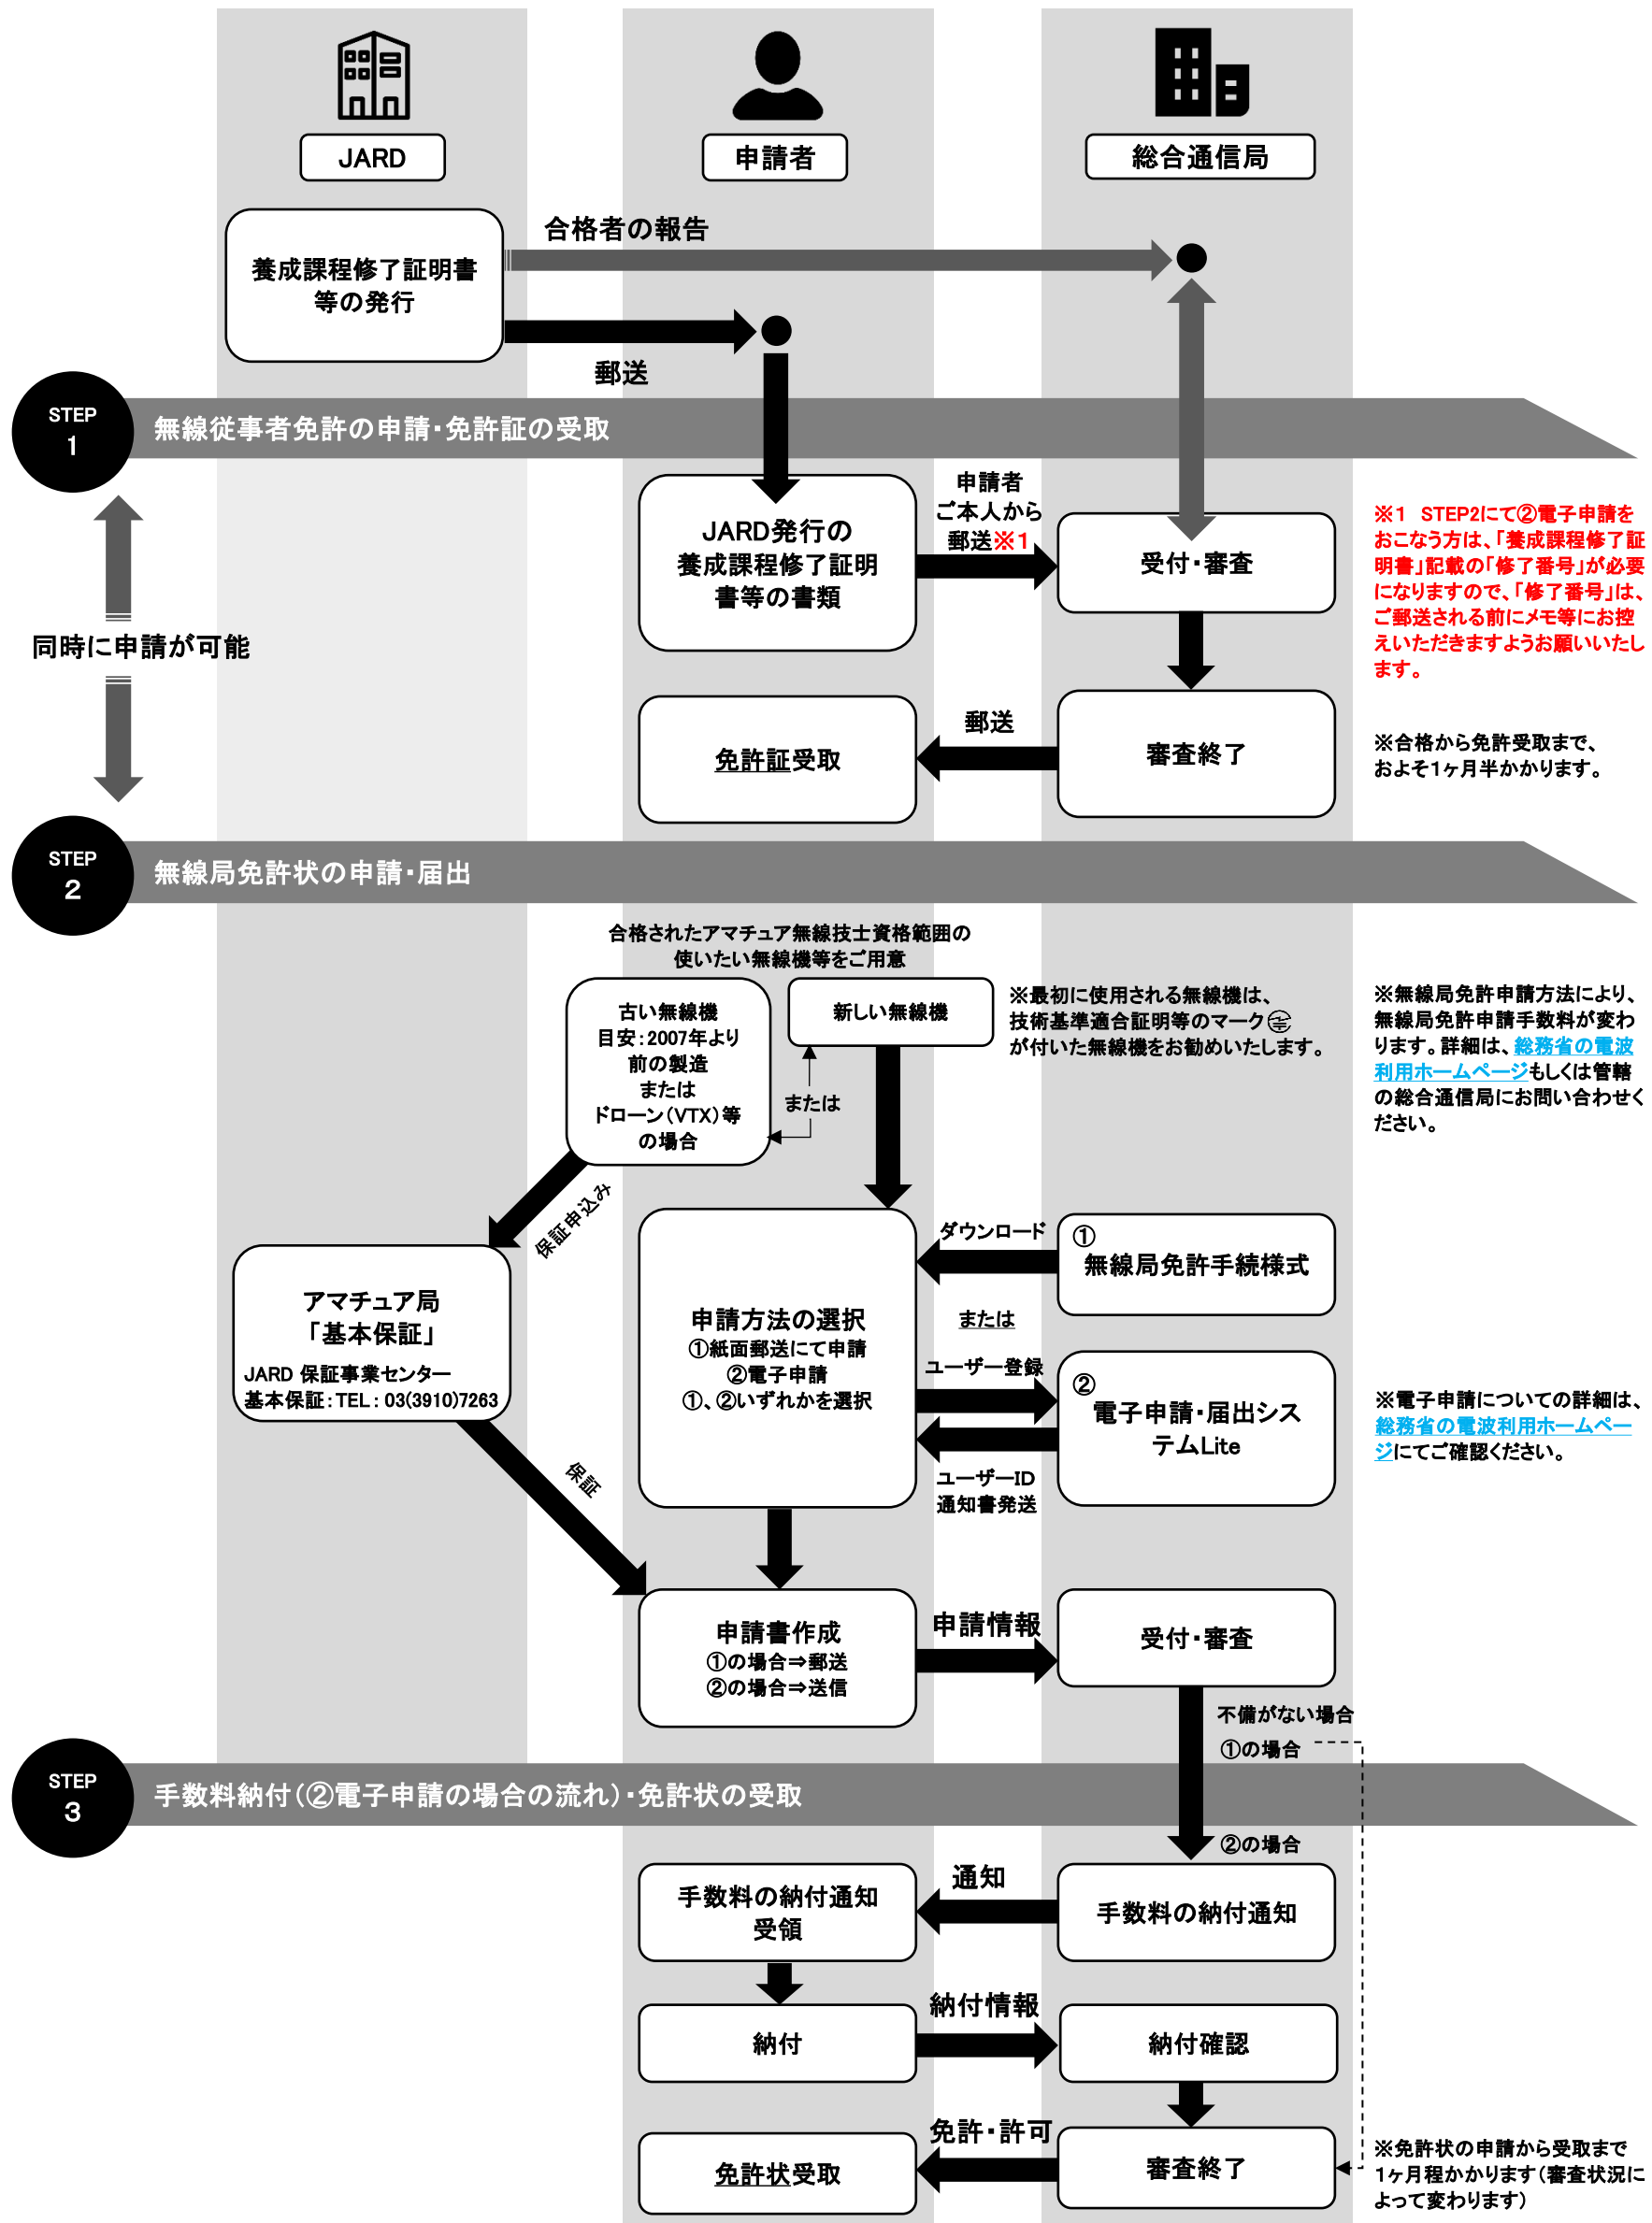 JARD
申請者
総合通信局
合格者の報告
養成課程修了証明書
等の発行
郵送
STEP
1
無線従事者免許の申請・免許証の受取
同時に申請が可能
JARD発行の
養成課程修了証明
書等の書類
申請者
ご本人から
郵送※1
受付・審査
※1 STEP2にて②電子申請を
おこなう方は、「養成課程修了証
明書」記載の「修了番号」が必要
になりますので、「修了番号」は、
ご郵送される前にメモ等にお控
えいただきますようお願いいたし
ます。
免許証受取
郵送
審査終了
※合格から免許受取まで、
およそ1ヶ月半かかります。
STEP
2
無線局免許状の申請・届出
合格されたアマチュア無線技士資格範囲の
使いたい無線機等をご用意
古い無線機
目安：2007年より
前の製造
または
ドローン（VTX）等
の場合
または
新しい無線機
※最初に使用される無線機は、
技術基準適合証明等のマーク
が付いた無線機をお勧めいたします。
※無線局免許申請方法により、
無線局免許申請手数料が変わ
ります。詳細は、総務省の電波
利用ホームページもしくは管轄
の総合通信局にお問い合わせく
ださい。
保証申込み
アマチュア局
「基本保証」
JARD 保証事業センター
基本保証：TEL：03(3910)7263
保証
申請方法の選択
①紙面郵送にて申請
②電子申請
①、②いずれかを選択
ダウンロード
①
無線局免許手続様式
または
ユーザー登録
②
電子申請・届出シス
テムLite
ユーザーID
通知書発送
※電子申請についての詳細は、
総務省の電波利用ホームペー
ジにてご確認ください。
申請書作成
①の場合⇒郵送
②の場合⇒送信
申請情報
受付・審査
不備がない場合
①の場合
STEP
3
手数料納付（②電子申請の場合の流れ）・免許状の受取
②の場合
手数料の納付通知
受領
通知
手数料の納付通知
納付
納付情報
納付確認
免許状受取
免許・許可
審査終了
※免許状の申請から受取まで
1ヶ月程かかります（審査状況に
よって変わります）